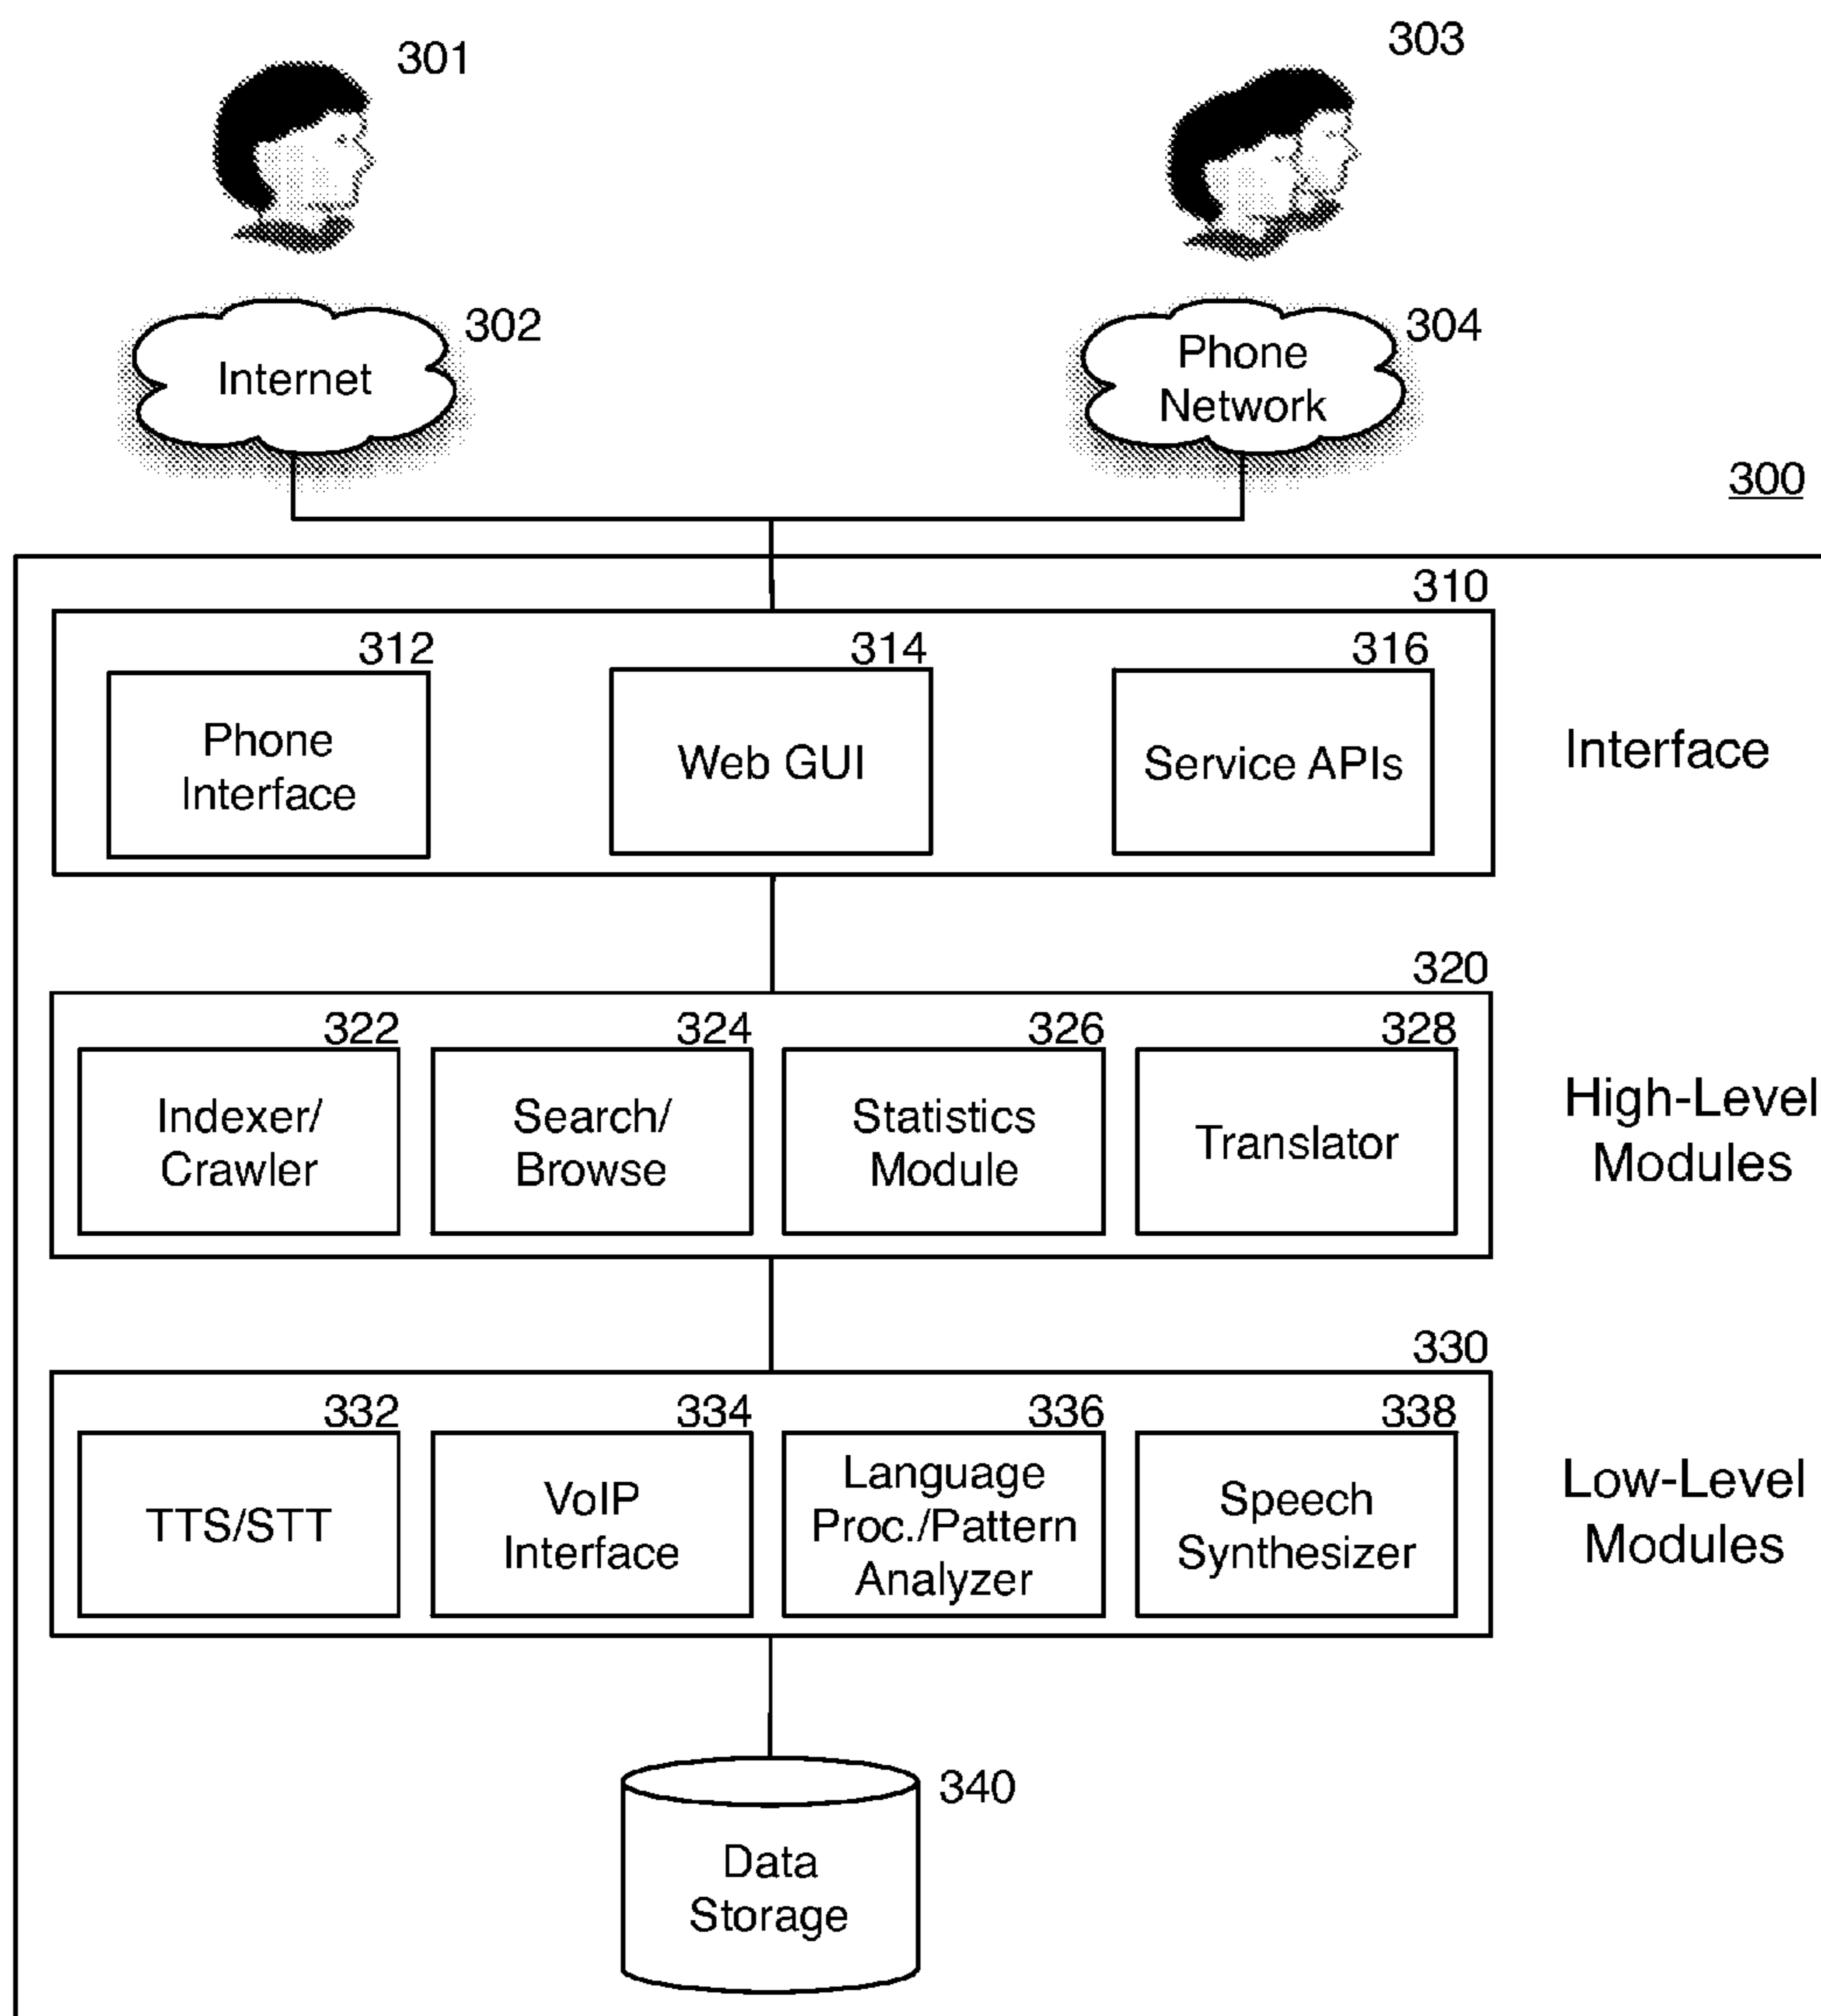 301
303
302
Internet
304
Phone
Network
300
310
312
314
316
Phone
Interface
Web GUI
Service APIs
Interface
320
322
324
326
328
Indexer/
Crawler
Search/
Browse
Statistics
Module
Translator
High-Level
Modules
330
332
334
336
338
TTS/STT
VoIP
Interface
Language
Proc./Pattern
Analyzer
Speech
Synthesizer
Low-Level
Modules
340
Data
Storage